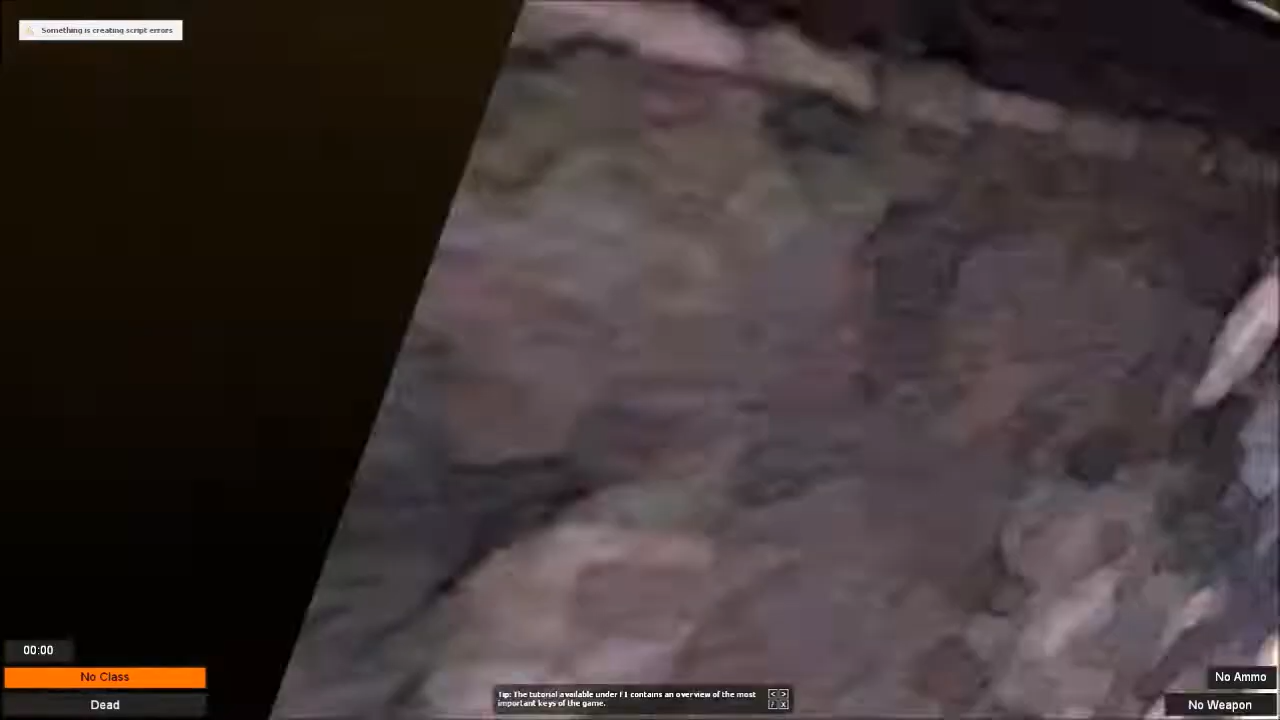 Something is creating script errors
00:00
No Class
Dead
Tip: The tutorial available under F1 contains an overview of the most
important keys of the game.
No Ammo
No Weapon